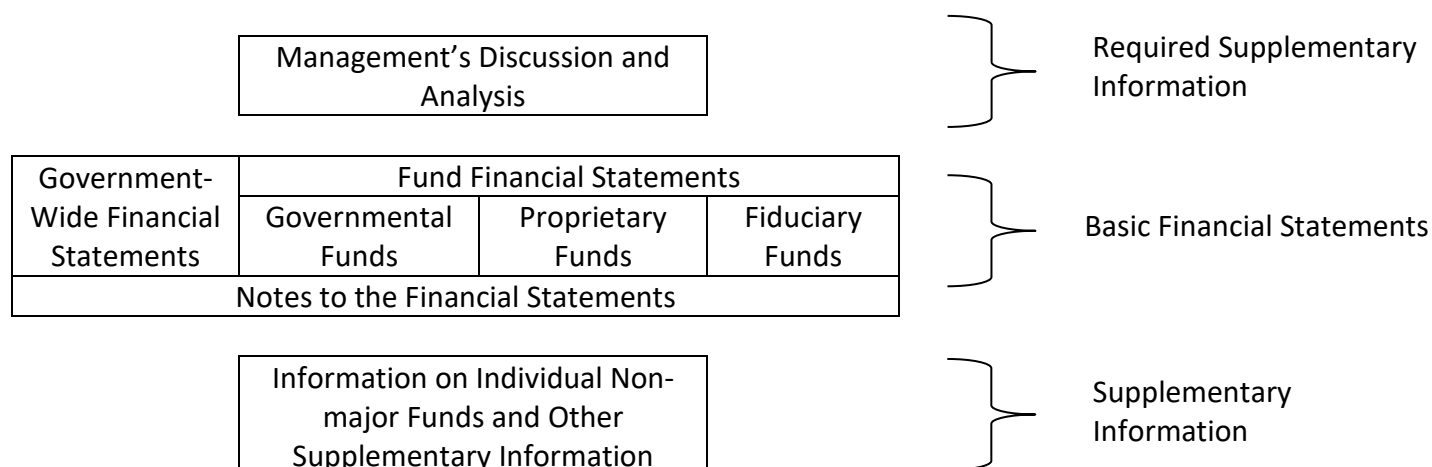 Management’s Discussion and
Analysis
Required Supplementary
Information
Government-
Wide Financial
Statements
Fund Financial Statements
Governmental
Funds
Proprietary
Funds
Fiduciary
Funds
Notes to the Financial Statements
Basic Financial Statements
Information on Individual Non-
major Funds and Other
Supplementary Information
Supplementary
Information